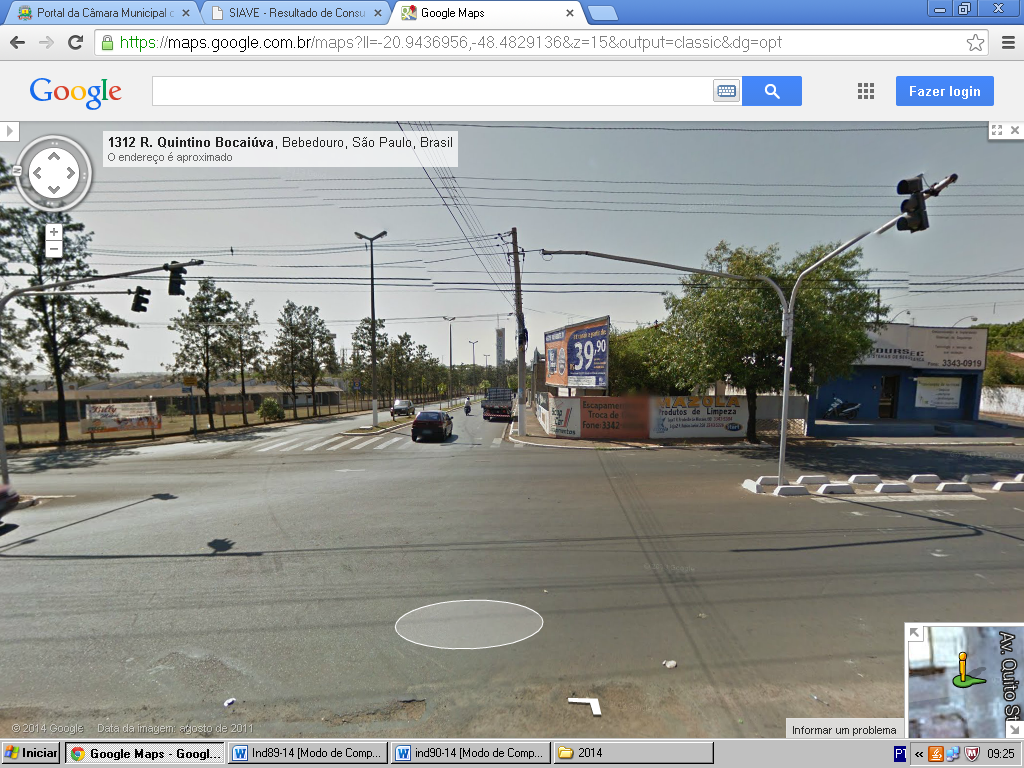 Portal da Câmara Municipal d
SIAVE - Resultado de Consu
Google Maps
https://maps.google.com.br/maps?ll=-20.9436956,-48.4829136&z=15&output=classic&dg=opt
Google
Fazer login
1312 R. Quintino Bocaiúva, Bebedouro, São Paulo, Brasil
O endereço é aproximado
39,90
3343-0919
Escapamen
Troca de
Fone: 3342
Produtos de Limpeza
© 2014 Google
Data da imagem: agosto de 2011
Informar um problema
Av. Quito St
Iniciar
Google Maps - Googl...
Ind89-14 [Modo de Comp...
ind90-14 [Modo de Comp...
2014
PT
«
09:25